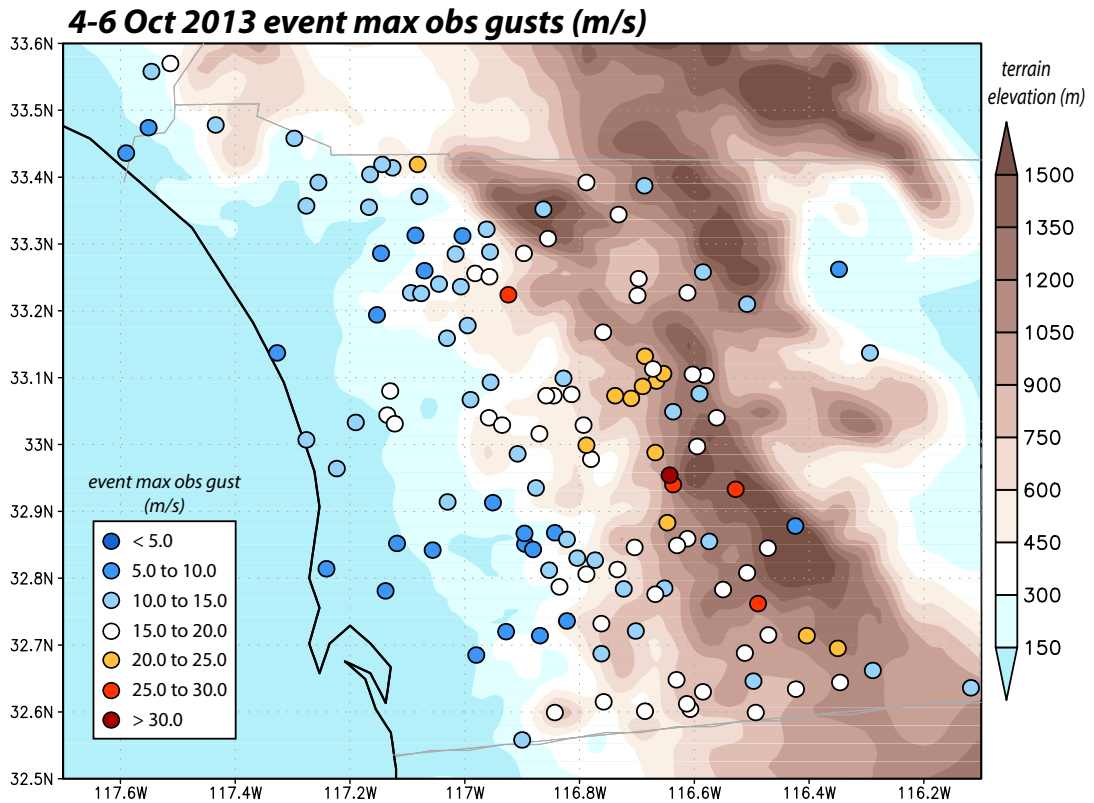 4-6 Oct 2013 event max obs gusts (m/s)
33.6N
33.5N
33.4N
33.3N
33.2N
33.1N
33N
32.9N
32.8N
32.7N
32.6N
32.5N
117.6W
117.4W
117.2W
117W
116.8W
116.6W
116.4W
116.2W
event max obs gust
(m/s)
< 5.0
5.0 to 10.0
10.0 to 15.0
15.0 to 20.0
20.0 to 25.0
25.0 to 30.0
> 30.0
terrain
elevation (m)
1500
1350
1200
1050
900
750
600
450
300
150